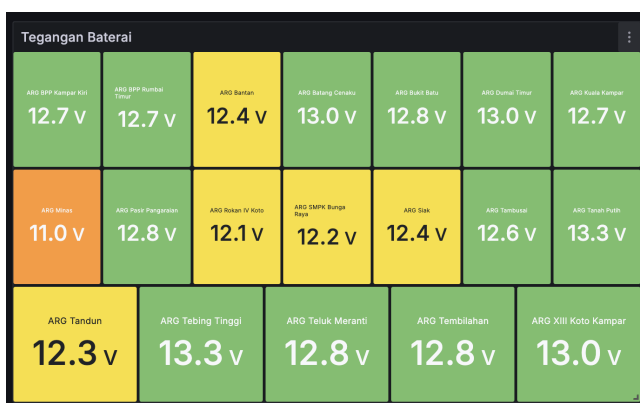 Tegangan Baterai
ARG BPP Kampar Kiri
12.7 V
ARG BPP Rumbai
Timur
12.7 V
ARG Bantan
12.4 V
ARG Batang Cenaku
13.0 V
ARG Bukit Batu
12.8 V
ARG Dumai Timur
13.0 V
ARG Kuala Kampar
12.7 V
ARG Minas
11.0 V
ARG Pasir Pangaraian
12.8 V
ARG Rokan IV Koto
12.1 V
ARG SMPK Bunga
Raya
12.2 V
ARG Siak
12.4 V
ARG Tambusai
12.6 V
ARG Tanah Putih
13.3 V
ARG Tandun
12.3 V
ARG Tebing Tinggi
13.3 V
ARG Teluk Meranti
12.8 V
ARG Tembilahan
12.8 V
ARG XIII Koto Kampar
13.0 V